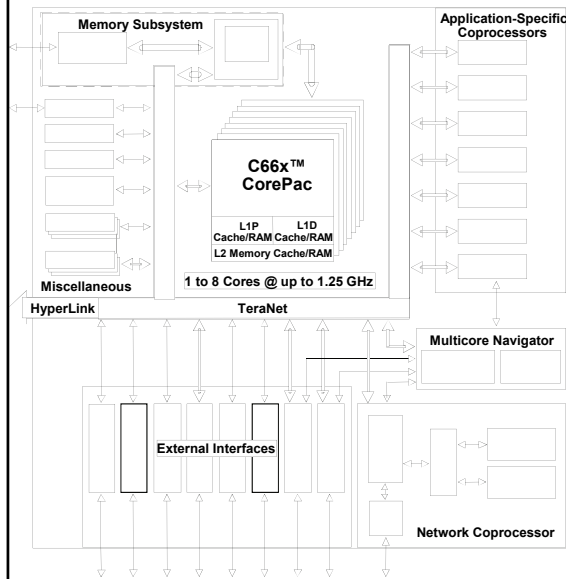 Memory Subsystem
Application-Specific
Coprocessors
C66x™
CorePac
L1P
Cache/RAM
L1D
Cache/RAM
L2 Memory Cache/RAM
Miscellaneous
1 to 8 Cores @ up to 1.25 GHz
HyperLink
TeraNet
Multicore Navigator
External Interfaces
Network Coprocessor